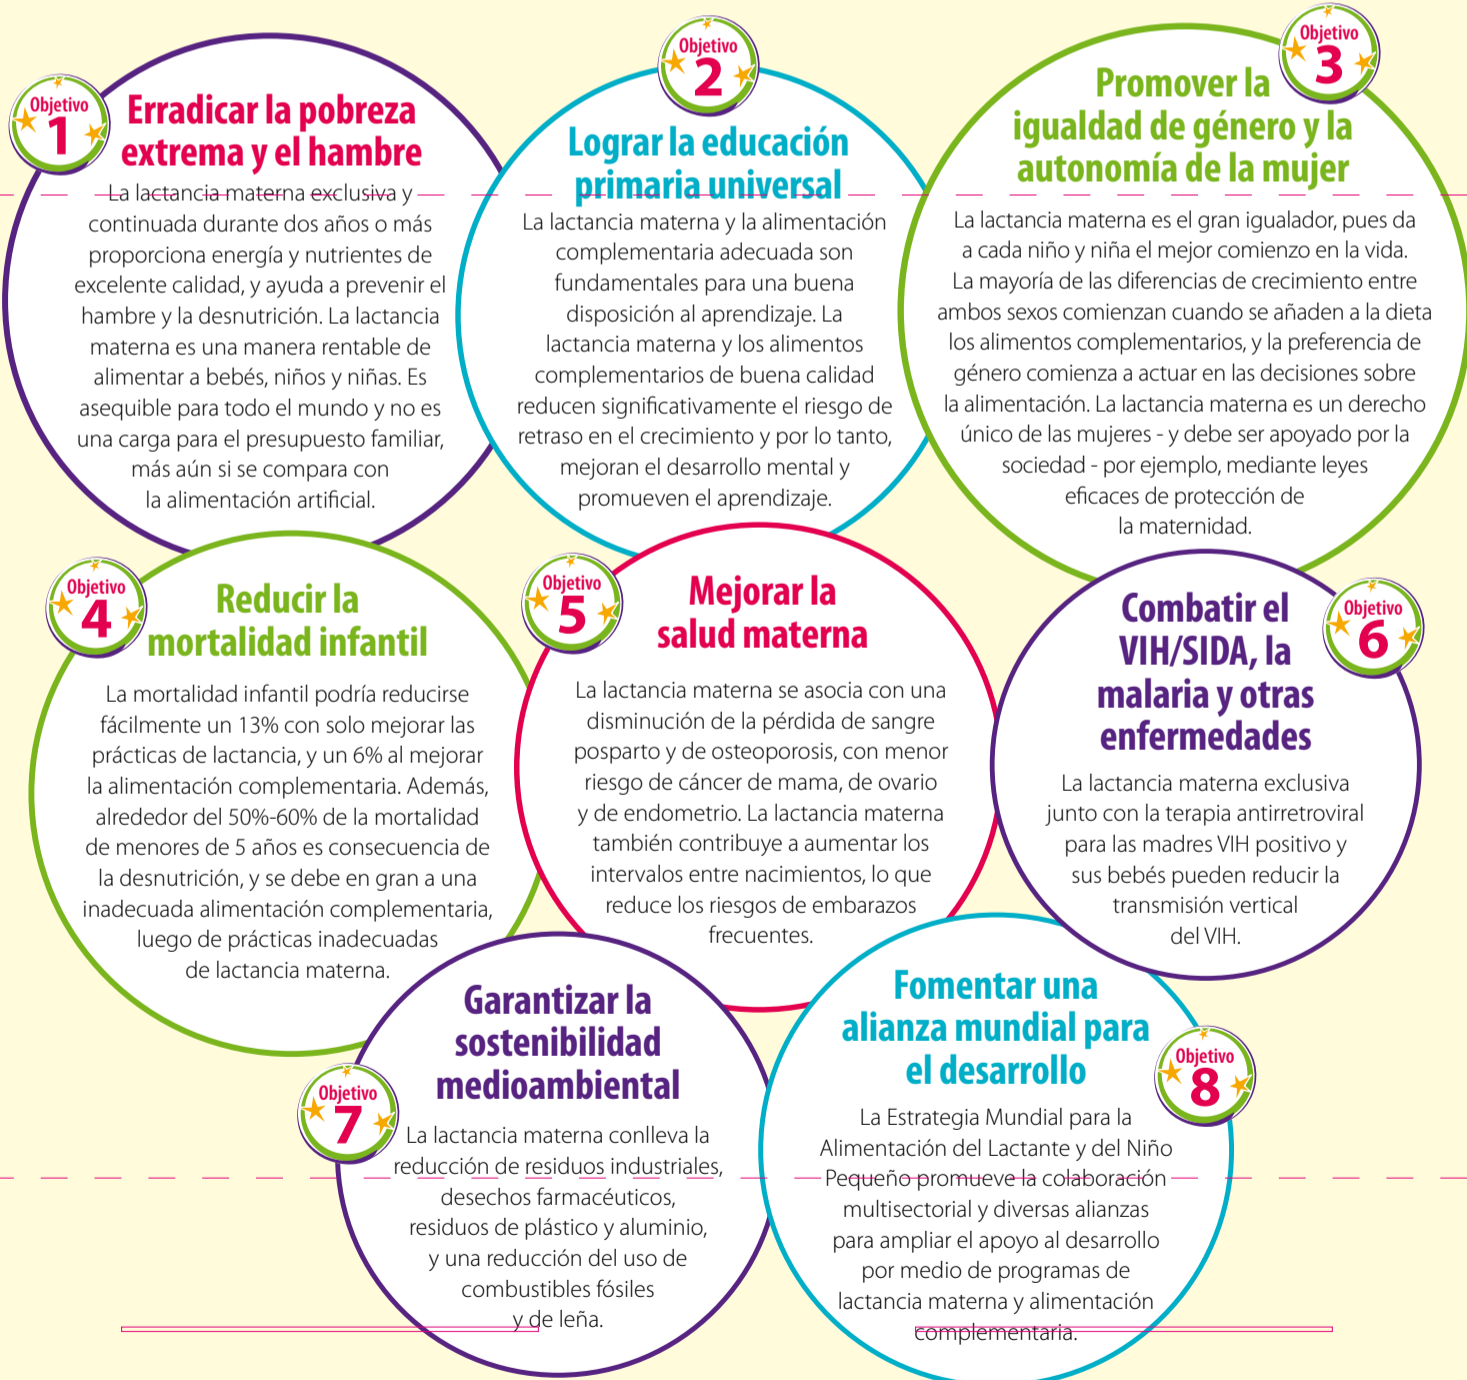 Objetivo
1
Erradicar la pobreza
extrema y el hambre
La lactancia materna exclusiva y
continuada durante dos años o más
proporciona energía y nutrientes de
excelente calidad, y ayuda a prevenir el
hambre y la desnutrición. La lactancia
materna es una manera rentable de
alimentar a bebés, niños y niñas. Es
asequible para todo el mundo y no es
una carga para el presupuesto familiar,
más aún si se compara con
la alimentación artificial.
Objetivo
2
Lograr la educación
primaria universal
La lactancia materna y la alimentación
complementaria adecuada son
fundamentales para una buena
disposición al aprendizaje. La
lactancia materna y los alimentos
complementarios de buena calidad
reducen significativamente el riesgo de
retraso en el crecimiento y por lo tanto,
mejoran el desarrollo mental y
promueven el aprendizaje.
Objetivo
3
Promover la
igualdad de género y la
autonomía de la mujer
La lactancia materna es el gran igualador, pues da
a cada niño y niña el mejor comienzo en la vida.
La mayoría de las diferencias de crecimiento entre
ambos sexos comienzan cuando se añaden a la dieta
los alimentos complementarios, y la preferencia de
género comienza a actuar en las decisiones sobre
la alimentación. La lactancia materna es un derecho
único de las mujeres - y debe ser apoyado por la
sociedad - por ejemplo, mediante leyes
eficaces de protección de
la maternidad.
Objetivo
4
Reducir la
mortalidad infantil
La mortalidad infantil podría reducirse
fácilmente un 13% con solo mejorar las
prácticas de lactancia, y un 6% al mejorar
la alimentación complementaria. Además,
alrededor del 50%-60% de la mortalidad
de menores de 5 años es consecuencia de
la desnutrición, y se debe en gran a una
inadecuada alimentación complementaria,
luego de prácticas inadecuadas
de lactancia materna.
Objetivo
5
Mejorar la
salud materna
La lactancia materna se asocia con una
disminución de la pérdida de sangre
posparto y de osteoporosis, con menor
riesgo de cáncer de mama, de ovario
y de endometrio. La lactancia materna
también contribuye a aumentar los
intervalos entre nacimientos, lo que
reduce los riesgos de embarazos
frecuentes.
Objetivo
6
Combatir el
VIH/SIDA, la
malaria y otras
enfermedades
La lactancia materna exclusiva
junto con la terapia antirretroviral
para las madres VIH positivo y
sus bebés pueden reducir la
transmisión vertical
del VIH.
Objetivo
7
Garantizar la
sostenibilidad
medioambiental
La lactancia materna conlleva la
reducción de residuos industriales,
desechos farmacéuticos,
residuos de plástico y aluminio,
y una reducción del uso de
combustibles fósiles
y de leña.
Objetivo
8
Fomentar una
alianza mundial para
el desarrollo
La Estrategia Mundial para la
Alimentación del Lactante y del Niño
Pequeño promueve la colaboración
multisectorial y diversas alianzas
para ampliar el apoyo al desarrollo
por medio de programas de
lactancia materna y alimentación
complementaria.